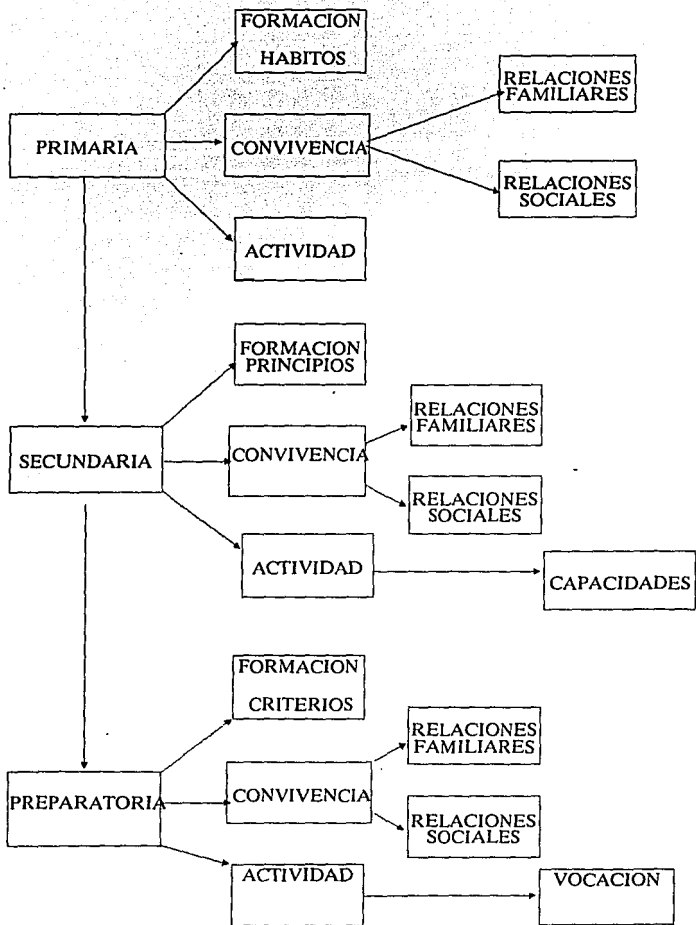 FORMACION
HABITOS
RELACIONES
FAMILIARES
PRIMARIA
CONVIVENCIA
RELACIONES
SOCIALES
ACTIVIDAD
FORMACION
PRINCIPIOS
RELACIONES
FAMILIARES
SECUNDARIA
CONVIVENCIA
RELACIONES
SOCIALES
ACTIVIDAD
CAPACIDADES
FORMACION
CRITERIOS
RELACIONES
FAMILIARES
PREPARATORIA
CONVIVENCIA
RELACIONES
SOCIALES
ACTIVIDAD
VOCACION